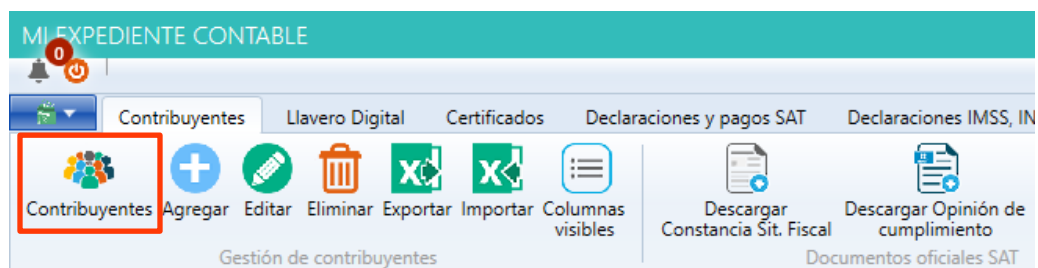 MI EXPEDIENTE CONTABLE
0
Contribuyentes Llavero Digital Certificados Declaraciones y pagos SAT Declaraciones IMSS, IN
Contribuyentes Agregar Editar Eliminar Exportar Importar Columnas visibles Descargar Constancia Sit. Fiscal Descargar Opinión de cumplimiento
Gestión de contribuyentes Documentos oficiales SAT